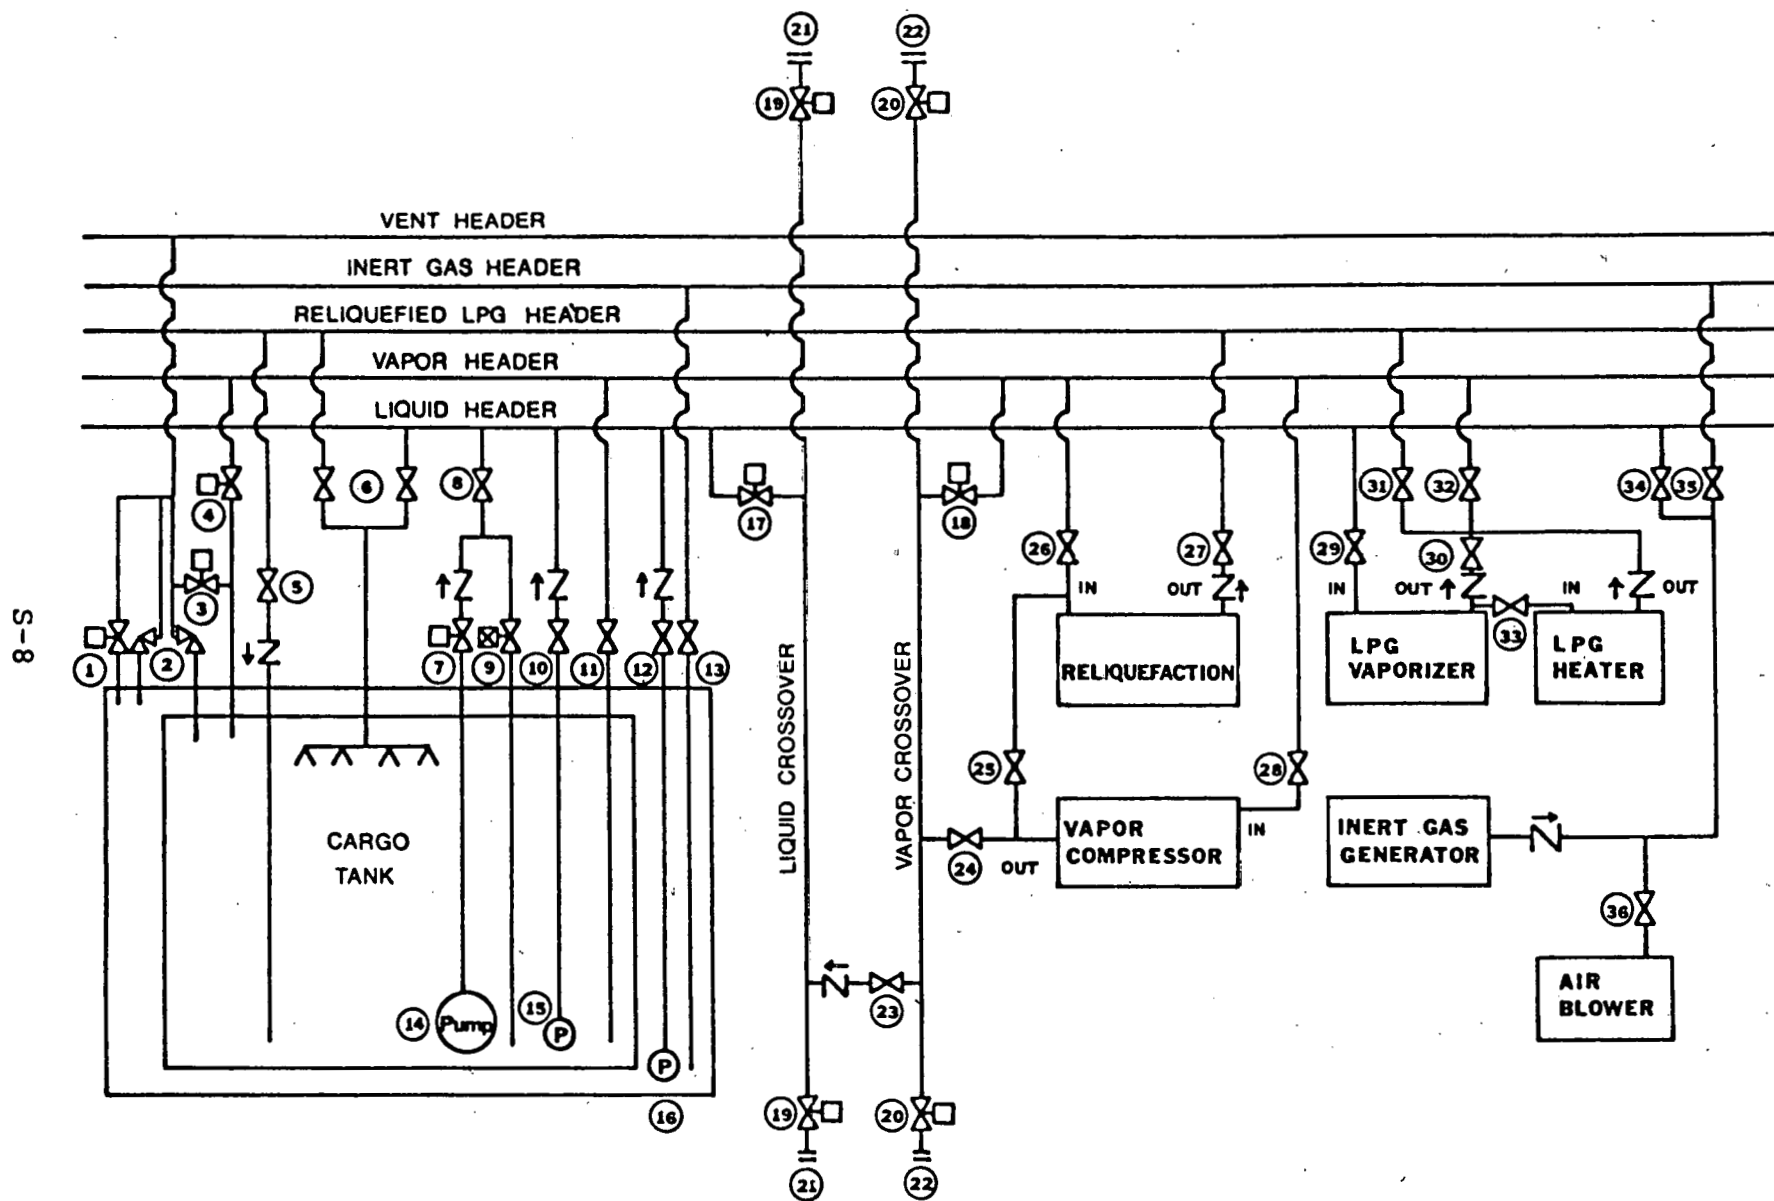 21
22
19
20
VENT HEADER
INERT GAS HEADER
RELIQUEFIED LPG HEADER
VAPOR HEADER
LIQUID HEADER
4
6
8
17
18
31
32
34
35
3
5
26
27
29
30
IN
OUT
IN
OUT
IN
OUT
33
1
2
7
9
10
11
12
13
RELIQUEFACTION
LPG
VAPORIZER
LPG
HEATER
S-8
LIQUID CROSSOVER
VAPOR CROSSOVER
25
28
CARGO
TANK
VAPOR
COMPRESSOR
IN
OUT
24
INERT GAS
GENERATOR
36
14
Pump
15
P
P
16
23
AIR
BLOWER
19
20
21
22